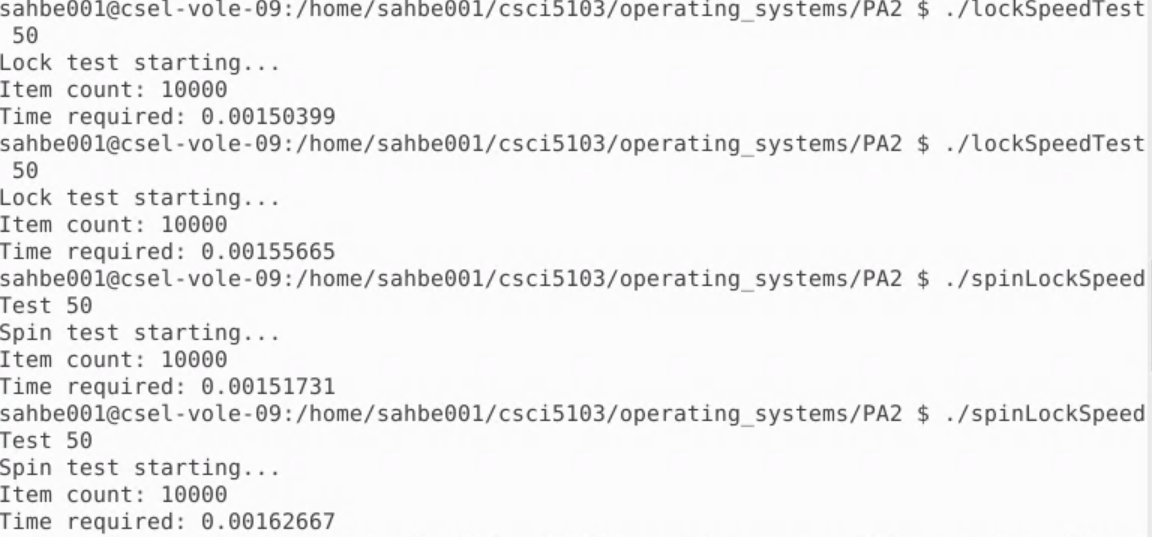 sahbe001@csel-vole-09:/home/sahbe001/csci5103/operating_systems/PA2 $ ./lockSpeedTest
 50
Lock test starting...
Item count: 10000
Time required: 0.00150399
sahbe001@csel-vole-09:/home/sahbe001/csci5103/operating_systems/PA2 $ ./lockSpeedTest
 50
Lock test starting...
Item count: 10000
Time required: 0.00155665
sahbe001@csel-vole-09:/home/sahbe001/csci5103/operating_systems/PA2 $ ./spinLockSpeed
Test 50
Spin test starting...
Item count: 10000
Time required: 0.00151731
sahbe001@csel-vole-09:/home/sahbe001/csci5103/operating_systems/PA2 $ ./spinLockSpeed
Test 50
Spin test starting...
Item count: 10000
Time required: 0.00162667